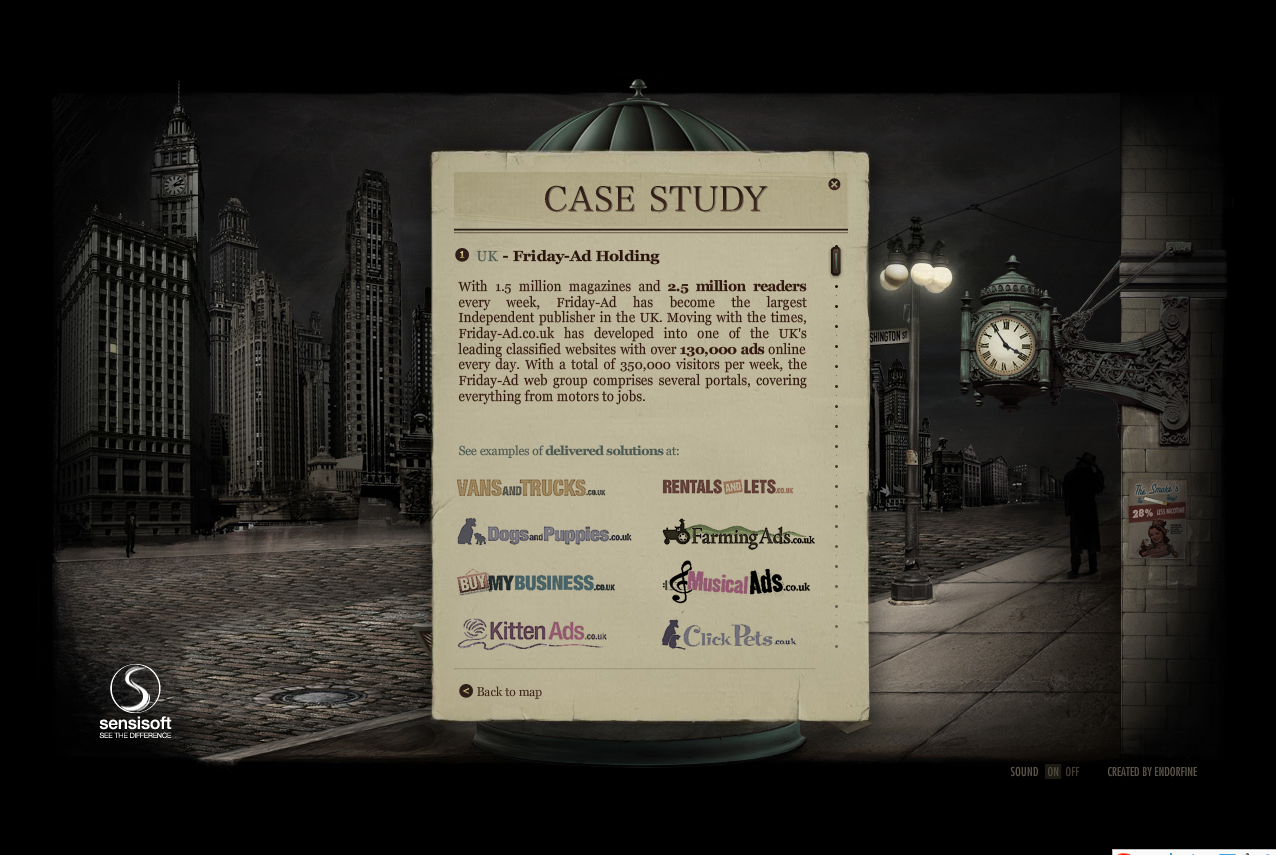 CASE STUDY
1 UK - Friday-Ad Holding
With 1.5 million magazines and 2.5 million readers
every week, Friday-Ad has become the largest
Independent publisher in the UK. Moving with the times,
Friday-Ad.co.uk has developed into one of the UK's
leading classified websites with over 130,000 ads online
every day. With a total of 350,000 visitors per week, the
Friday-Ad web group comprises several portals, covering
everything from motors to jobs.
See examples of delivered solutions at:
VANSANDTRUCKS.CO.UK
RENTALSANDLETS.CO.UK
DogsandPuppies.co.uk
FarmingAds.co.uk
BUYMYBUSINESS.CO.UK
MusicalAds.co.uk
KittenAds.co.uk
ClickPets.co.uk
Back to map
SHINGTON ST
The Smoke's
28% LESS NICOTINE
sensisoft
SEE THE DIFFERENCE
SOUND ON OFF
CREATED BY ENDORFINE